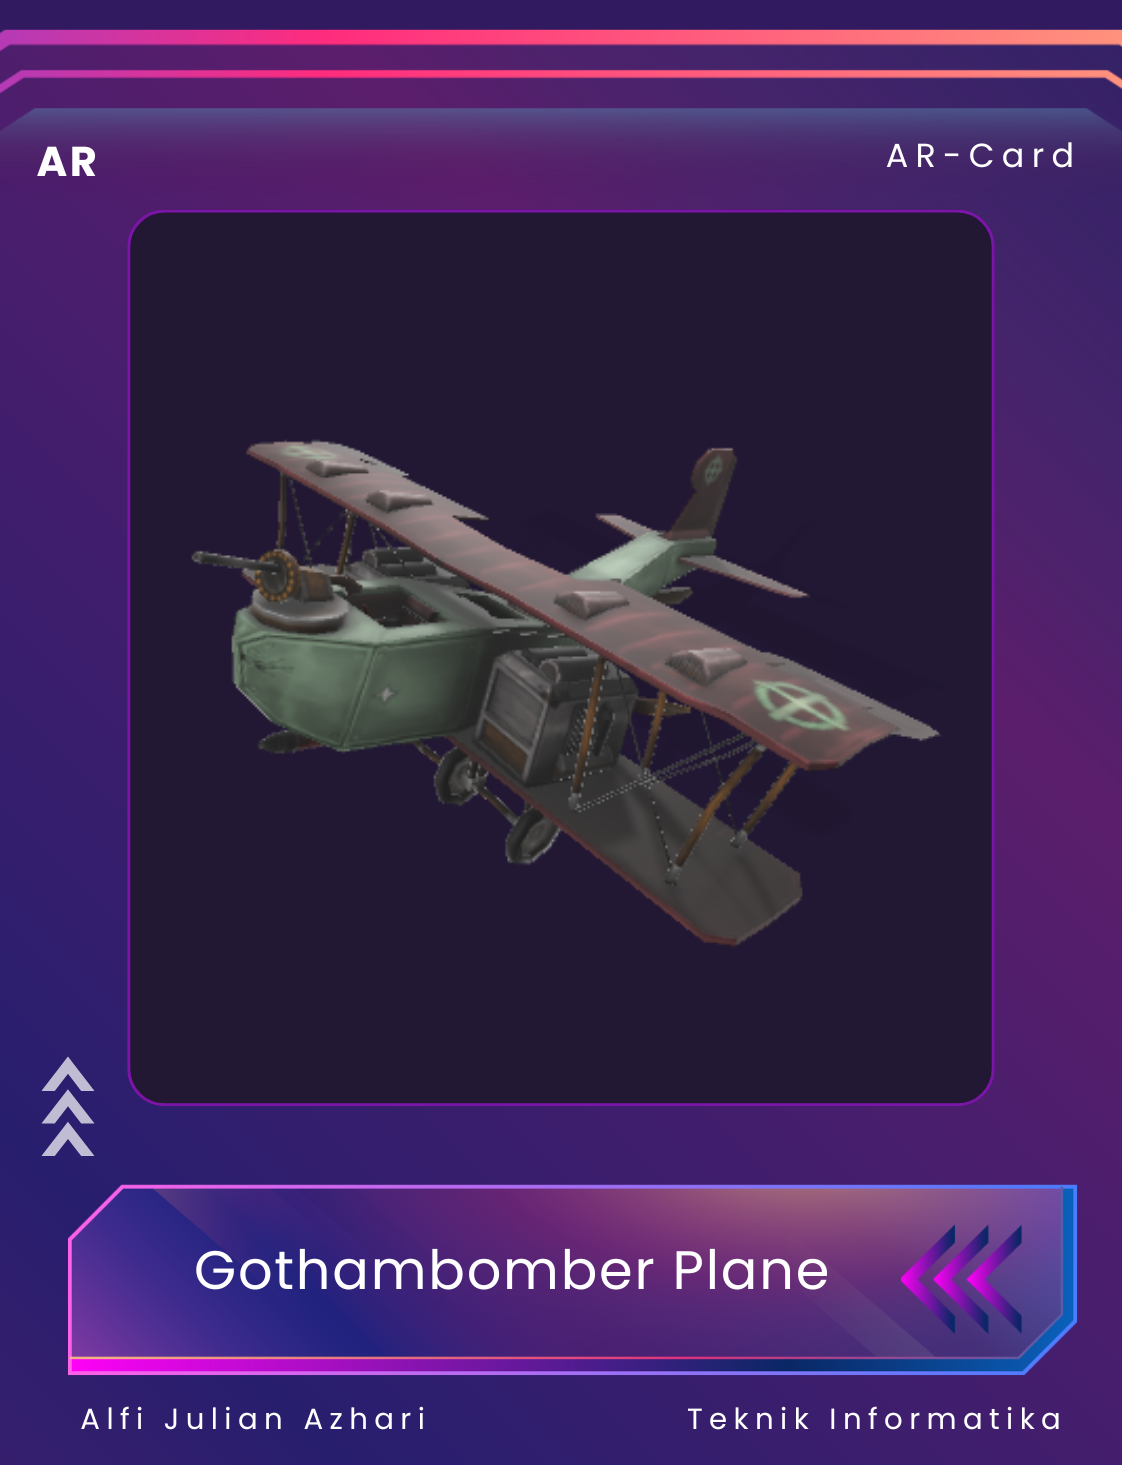 AR
AR-Card
Gothambomber Plane
Alfi Julian Azhari
Teknik Informatika